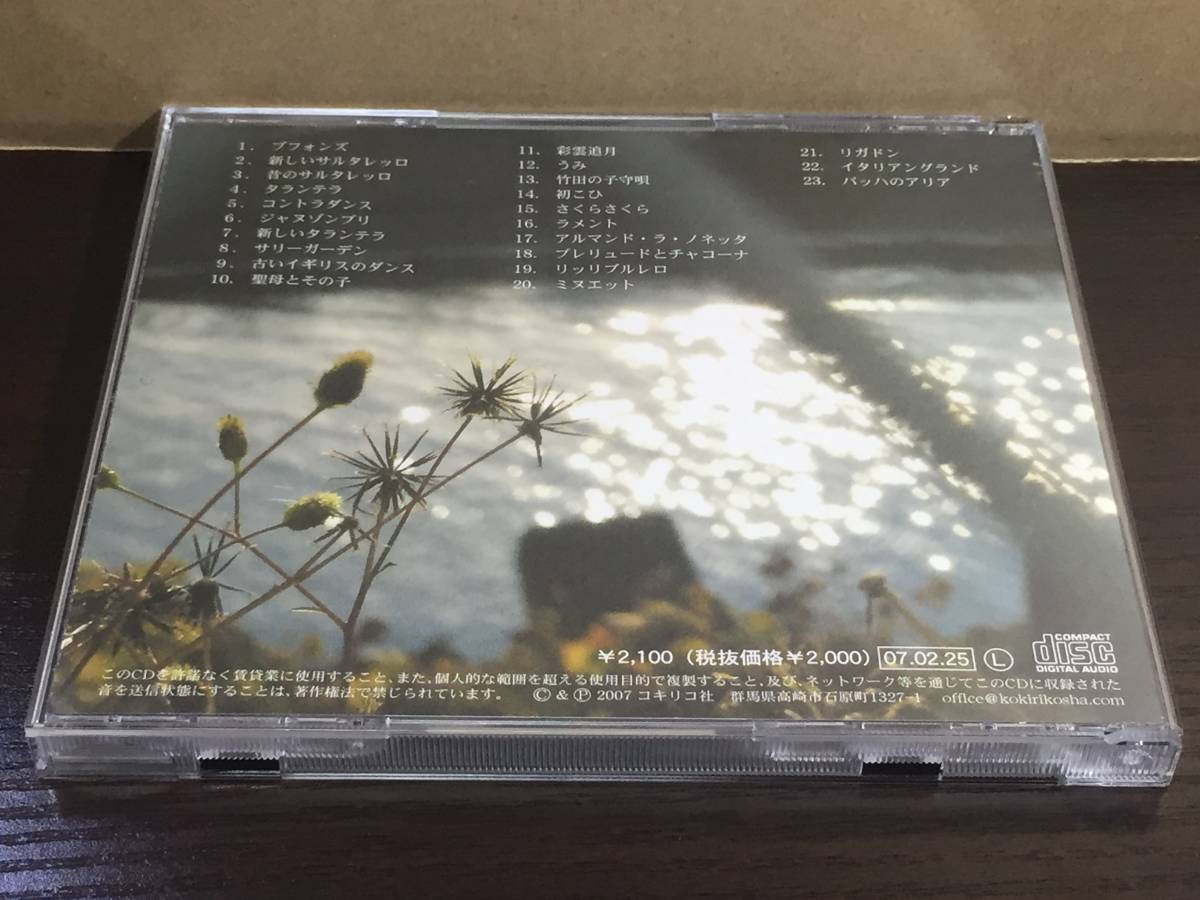 1. ブフォンズ
2. 新しいサルタレッロ
3. 昔のサルタレッロ
4. タランテラ
5. コントラダンス
6. ジャヌゾンブリ
7. 新しいタランテラ
8. サリーガーデン
9. 古いイギリスのダンス
10. 聖母とその子
11. 彩雲追月
12. うみ
13. 竹田の子守唄
14. 初こひ
15. さくらさくら
16. ラメント
17. アルマンド・ラ・ノネッタ
18. プレリュードとチャコーナ
19. リッリブルレロ
20. ミヌエット
21. リガドン
22. イタリアングランド
23. バッハのアリア
¥2,100（税抜価格¥2,000） 07.02.25 L
COMPACT
disc
DIGITAL AUDIO
このCDを許諾なく賃貸業に使用すること、また、個人的な範囲を超える使用目的で複製すること、及び、ネットワーク等を通じてこのCDに収録された
音を送信状態にすることは、著作権法で禁じられています。 Ⓒ & Ⓟ 2007 コキリコ社 群馬県高崎市石原町1327-1 office@kokirikosha.com